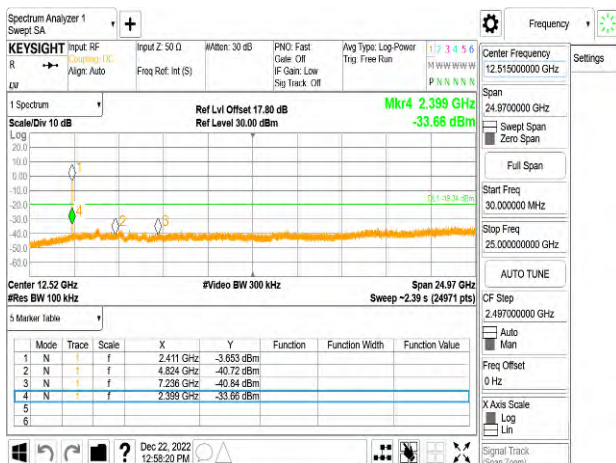 Spectrum Analyzer 1
Swept SA
+
Frequency
KEYSIGHT
R
LXI
Input: RF
Coupling: DC
Align: Auto
Input Z: 50 Ω
Freq Ref: Int (S)
#Atten: 30 dB
PNO: Fast
Gate: Off
IF Gain: Low
Sig Track: Off
Avg Type: Log-Power
Trig: Free Run
1 2 3 4 5 6
M W W W W W
P N N N N N
1 Spectrum
Scale/Div 10 dB
Ref Lvl Offset 17.80 dB
Ref Level 30.00 dBm
Mkr4 2.399 GHz
-33.66 dBm
Log
20.0
10.0
0.00
-10.0
-20.0
-30.0
-40.0
-50.0
-60.0
1
4
2
3
Center 12.52 GHz
#Res BW 100 kHz
#Video BW 300 kHz
Span 24.97 GHz
Sweep ~2.39 s (24971 pts)
5 Marker Table
Mode Trace Scale X Y Function Function Width Function Value
1 N 1 f 2.411 GHz -3.653 dBm
2 N 1 f 4.824 GHz -40.72 dBm
3 N 1 f 7.236 GHz -40.84 dBm
4 N 1 f 2.399 GHz -33.66 dBm
5
6
?
Dec 22, 2022
12:58:20 PM
Center Frequency
12.515000000 GHz
Span
24.9700000 GHz
Swept Span
Zero Span
Full Span
Start Freq
30.000000 MHz
Stop Freq
25.000000000 GHz
AUTO TUNE
CF Step
2.497000000 GHz
Auto
Man
Freq Offset
0 Hz
X Axis Scale
Log
Lin
Signal Track
(Span Zoom)
Settings